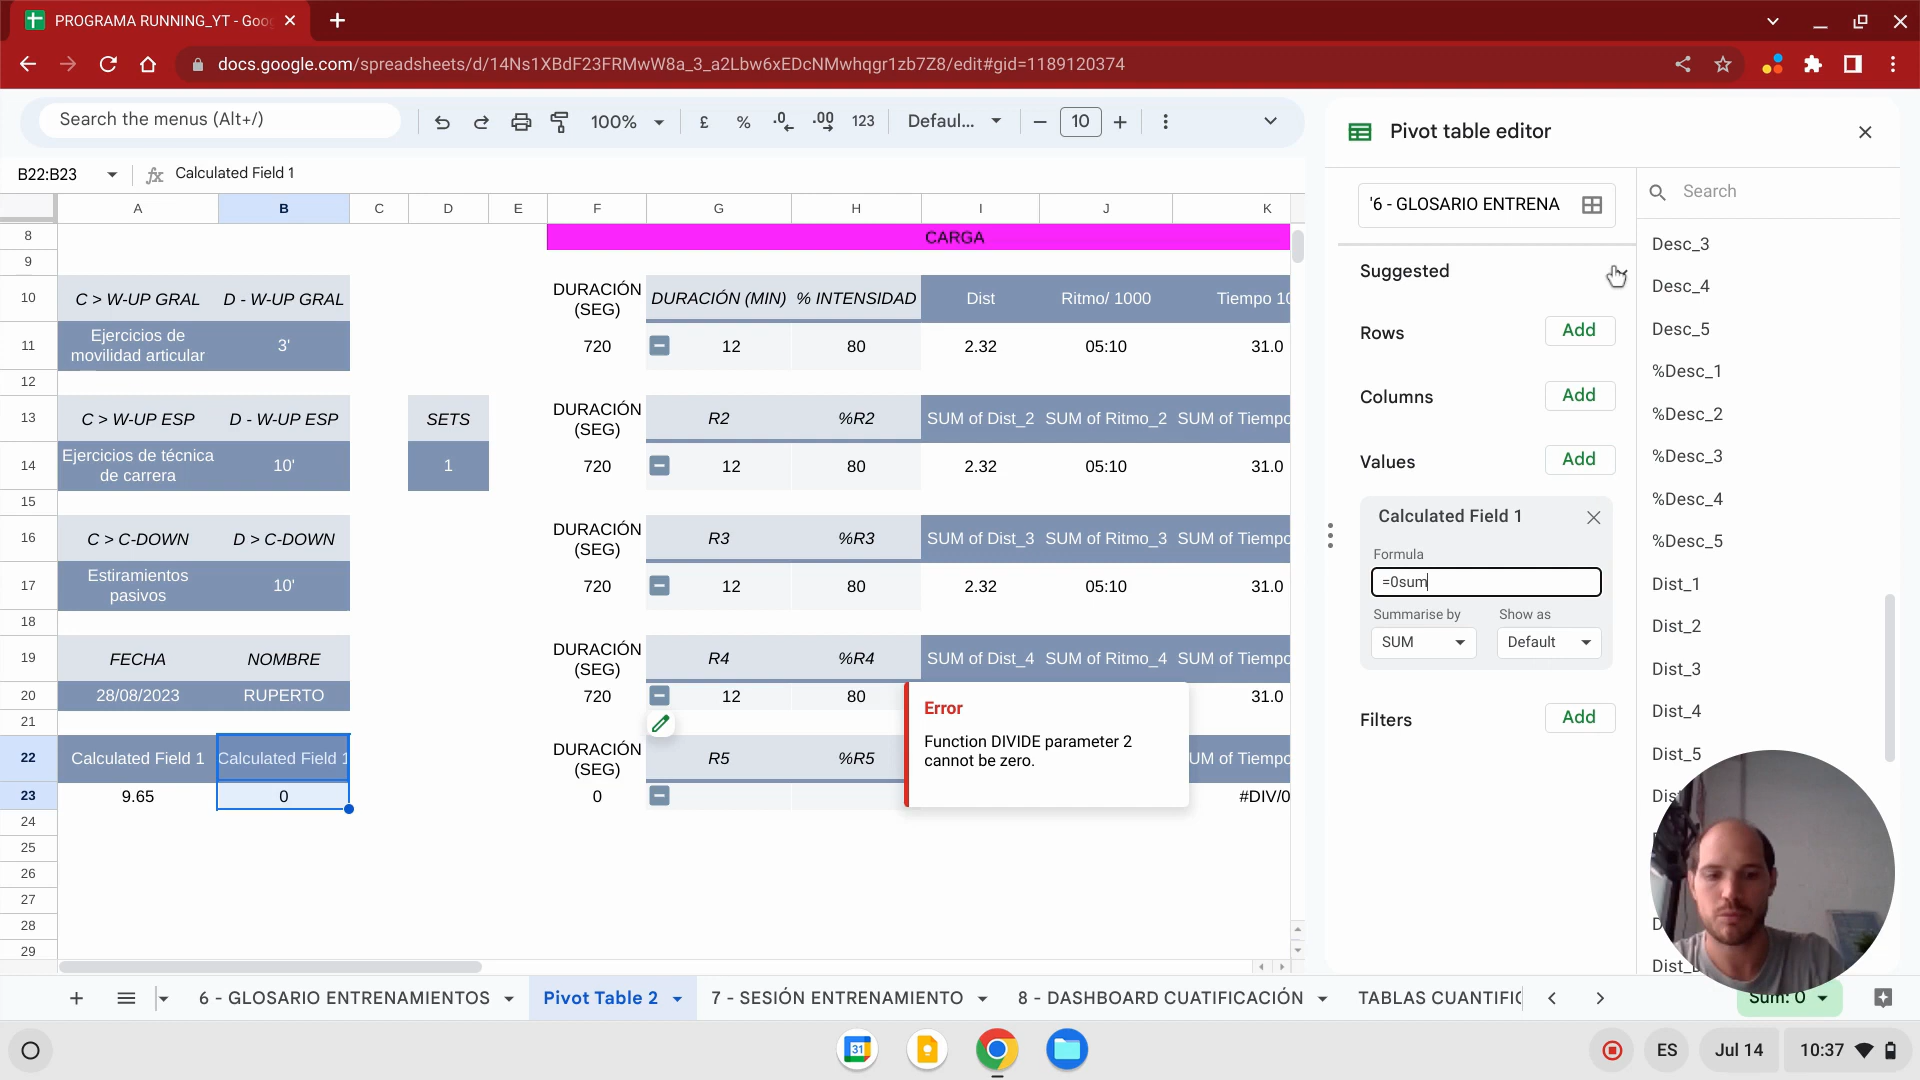 PROGRAMA RUNNING_YT - Goo
docs.google.com/spreadsheets/d/14Ns1XBdF23FRMwW8a_3_a2Lbw6xEDcNMwhqgr1zb7Z8/edit#gid=1189120374
Search the menus (Alt+/)
100%
£
%
.0
.00
123
Defaul...
10
B22:B23
Calculated Field 1
A B C D E F G H I J K
8 CARGA
9
10 C > W-UP GRAL D - W-UP GRAL DURACIÓN (SEG) DURACIÓN (MIN) % INTENSIDAD Dist Ritmo/ 1000 Tiempo 10
11 Ejercicios de movilidad articular 3' 720 12 80 2.32 05:10 31.0
12
13 C > W-UP ESP D - W-UP ESP SETS DURACIÓN (SEG) R2 %R2 SUM of Dist_2 SUM of Ritmo_2 SUM of Tiempo
14 Ejercicios de técnica de carrera 10' 1 720 12 80 2.32 05:10 31.0
15
16 C > C-DOWN D > C-DOWN DURACIÓN (SEG) R3 %R3 SUM of Dist_3 SUM of Ritmo_3 SUM of Tiempo
17 Estiramientos pasivos 10' 720 12 80 2.32 05:10 31.0
18
19 FECHA NOMBRE DURACIÓN (SEG) R4 %R4 SUM of Dist_4 SUM of Ritmo_4 SUM of Tiempo
20 28/08/2023 RUPERTO 720 12 80 31.0
21
22 Calculated Field 1 Calculated Field 1 DURACIÓN (SEG) R5 %R5 UM of Tiempo
23 9.65 0 0 #DIV/0
24
25
26
27
28
29
Error
Function DIVIDE parameter 2
cannot be zero.
Pivot table editor
'6 - GLOSARIO ENTRENA
Suggested
Rows Add
Columns Add
Values Add
Calculated Field 1
Formula
=0sum
Summarise by Show as
SUM Default
Filters Add
Search
Desc_3
Desc_4
Desc_5
%Desc_1
%Desc_2
%Desc_3
%Desc_4
%Desc_5
Dist_1
Dist_2
Dist_3
Dist_4
Dist_5
6 - GLOSARIO ENTRENAMIENTOS
Pivot Table 2
7 - SESIÓN ENTRENAMIENTO
8 - DASHBOARD CUATIFICACIÓN
TABLAS CUANTIFIC
Sum: 0
31
ES
Jul 14
10:37